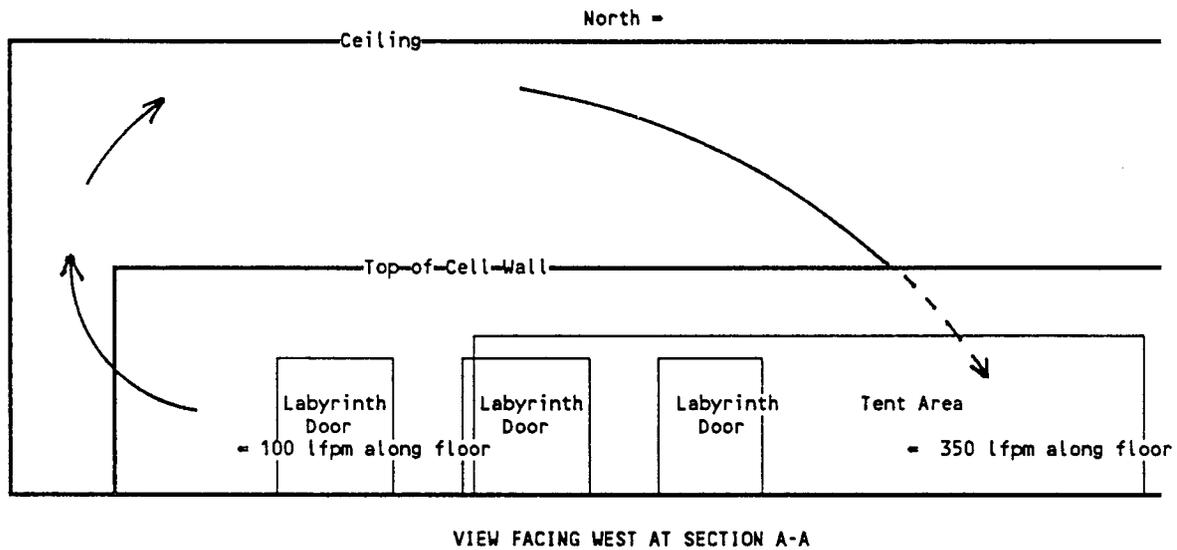 North ⇒
Ceiling
Top of Cell Wall
Labyrinth Door
Labyrinth Door
Labyrinth Door
Tent Area
⇐ 100 lfpm along floor
⇐ 350 lfpm along floor
VIEW FACING WEST AT SECTION A-A